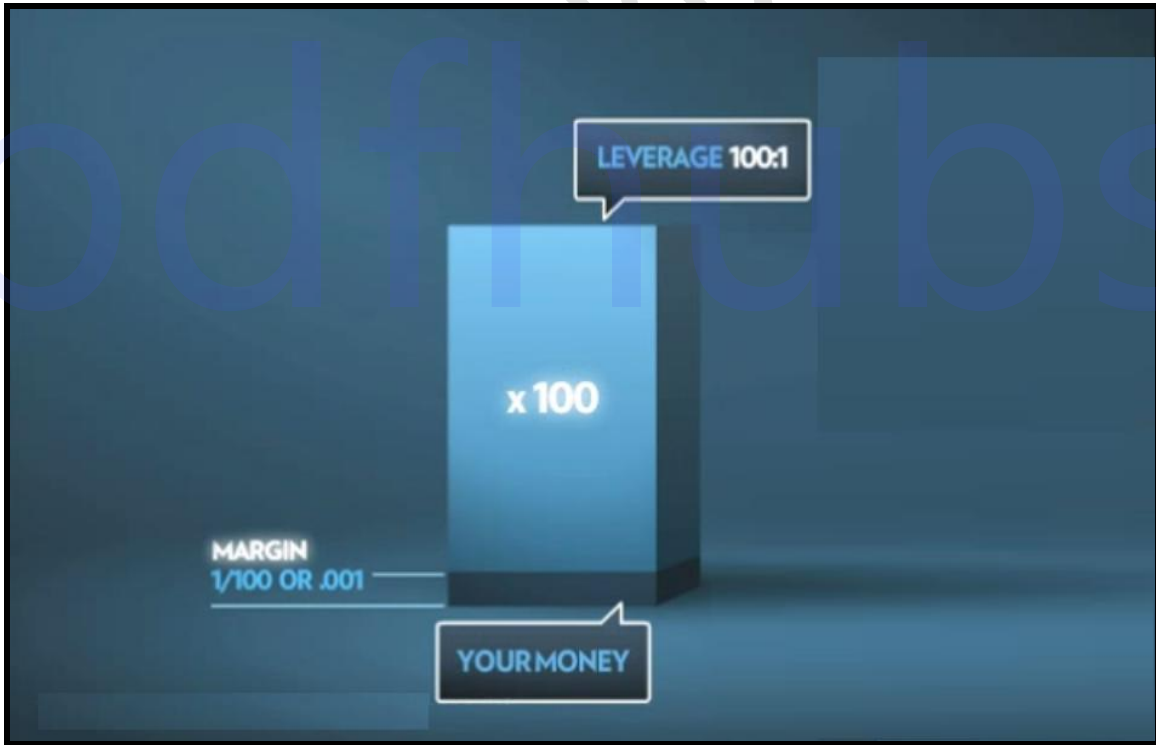 pdfhubs
LEVERAGE 100:1
x 100
MARGIN
1/100 OR .001
YOUR MONEY